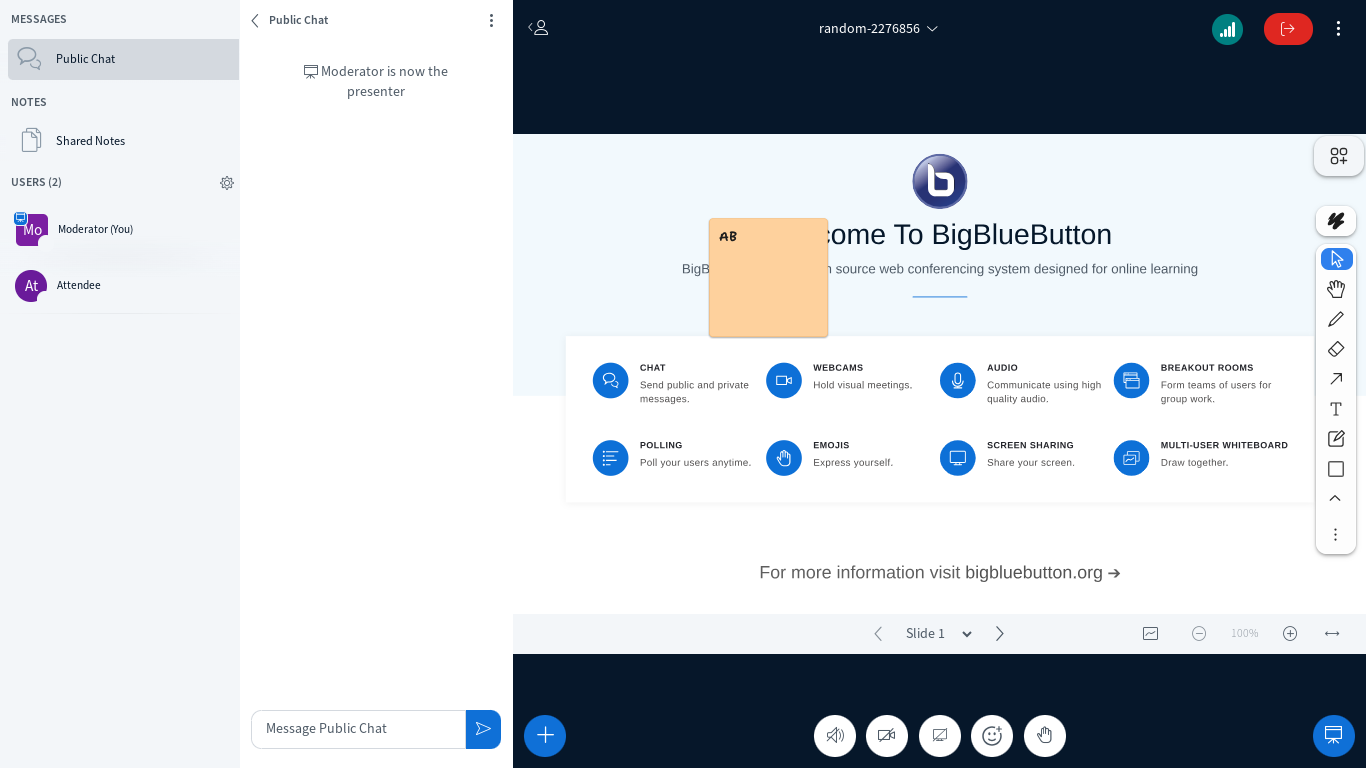 MESSAGES
Public Chat
NOTES
Shared Notes
USERS (2)
Mo
Moderator (You)
At
Attendee
Public Chat
Moderator is now the
presenter
Message Public Chat
random-2276856
AB
come To BigBlueButton
BigB
source web conferencing system designed for online learning
CHAT
Send public and private
messages.
WEBCAMS
Hold visual meetings.
AUDIO
Communicate using high
quality audio.
BREAKOUT ROOMS
Form teams of users for
group work.
POLLING
Poll your users anytime.
EMOJIS
Express yourself.
SCREEN SHARING
Share your screen.
MULTI-USER WHITEBOARD
Draw together.
For more information visit bigbluebutton.org →
Slide 1
100%